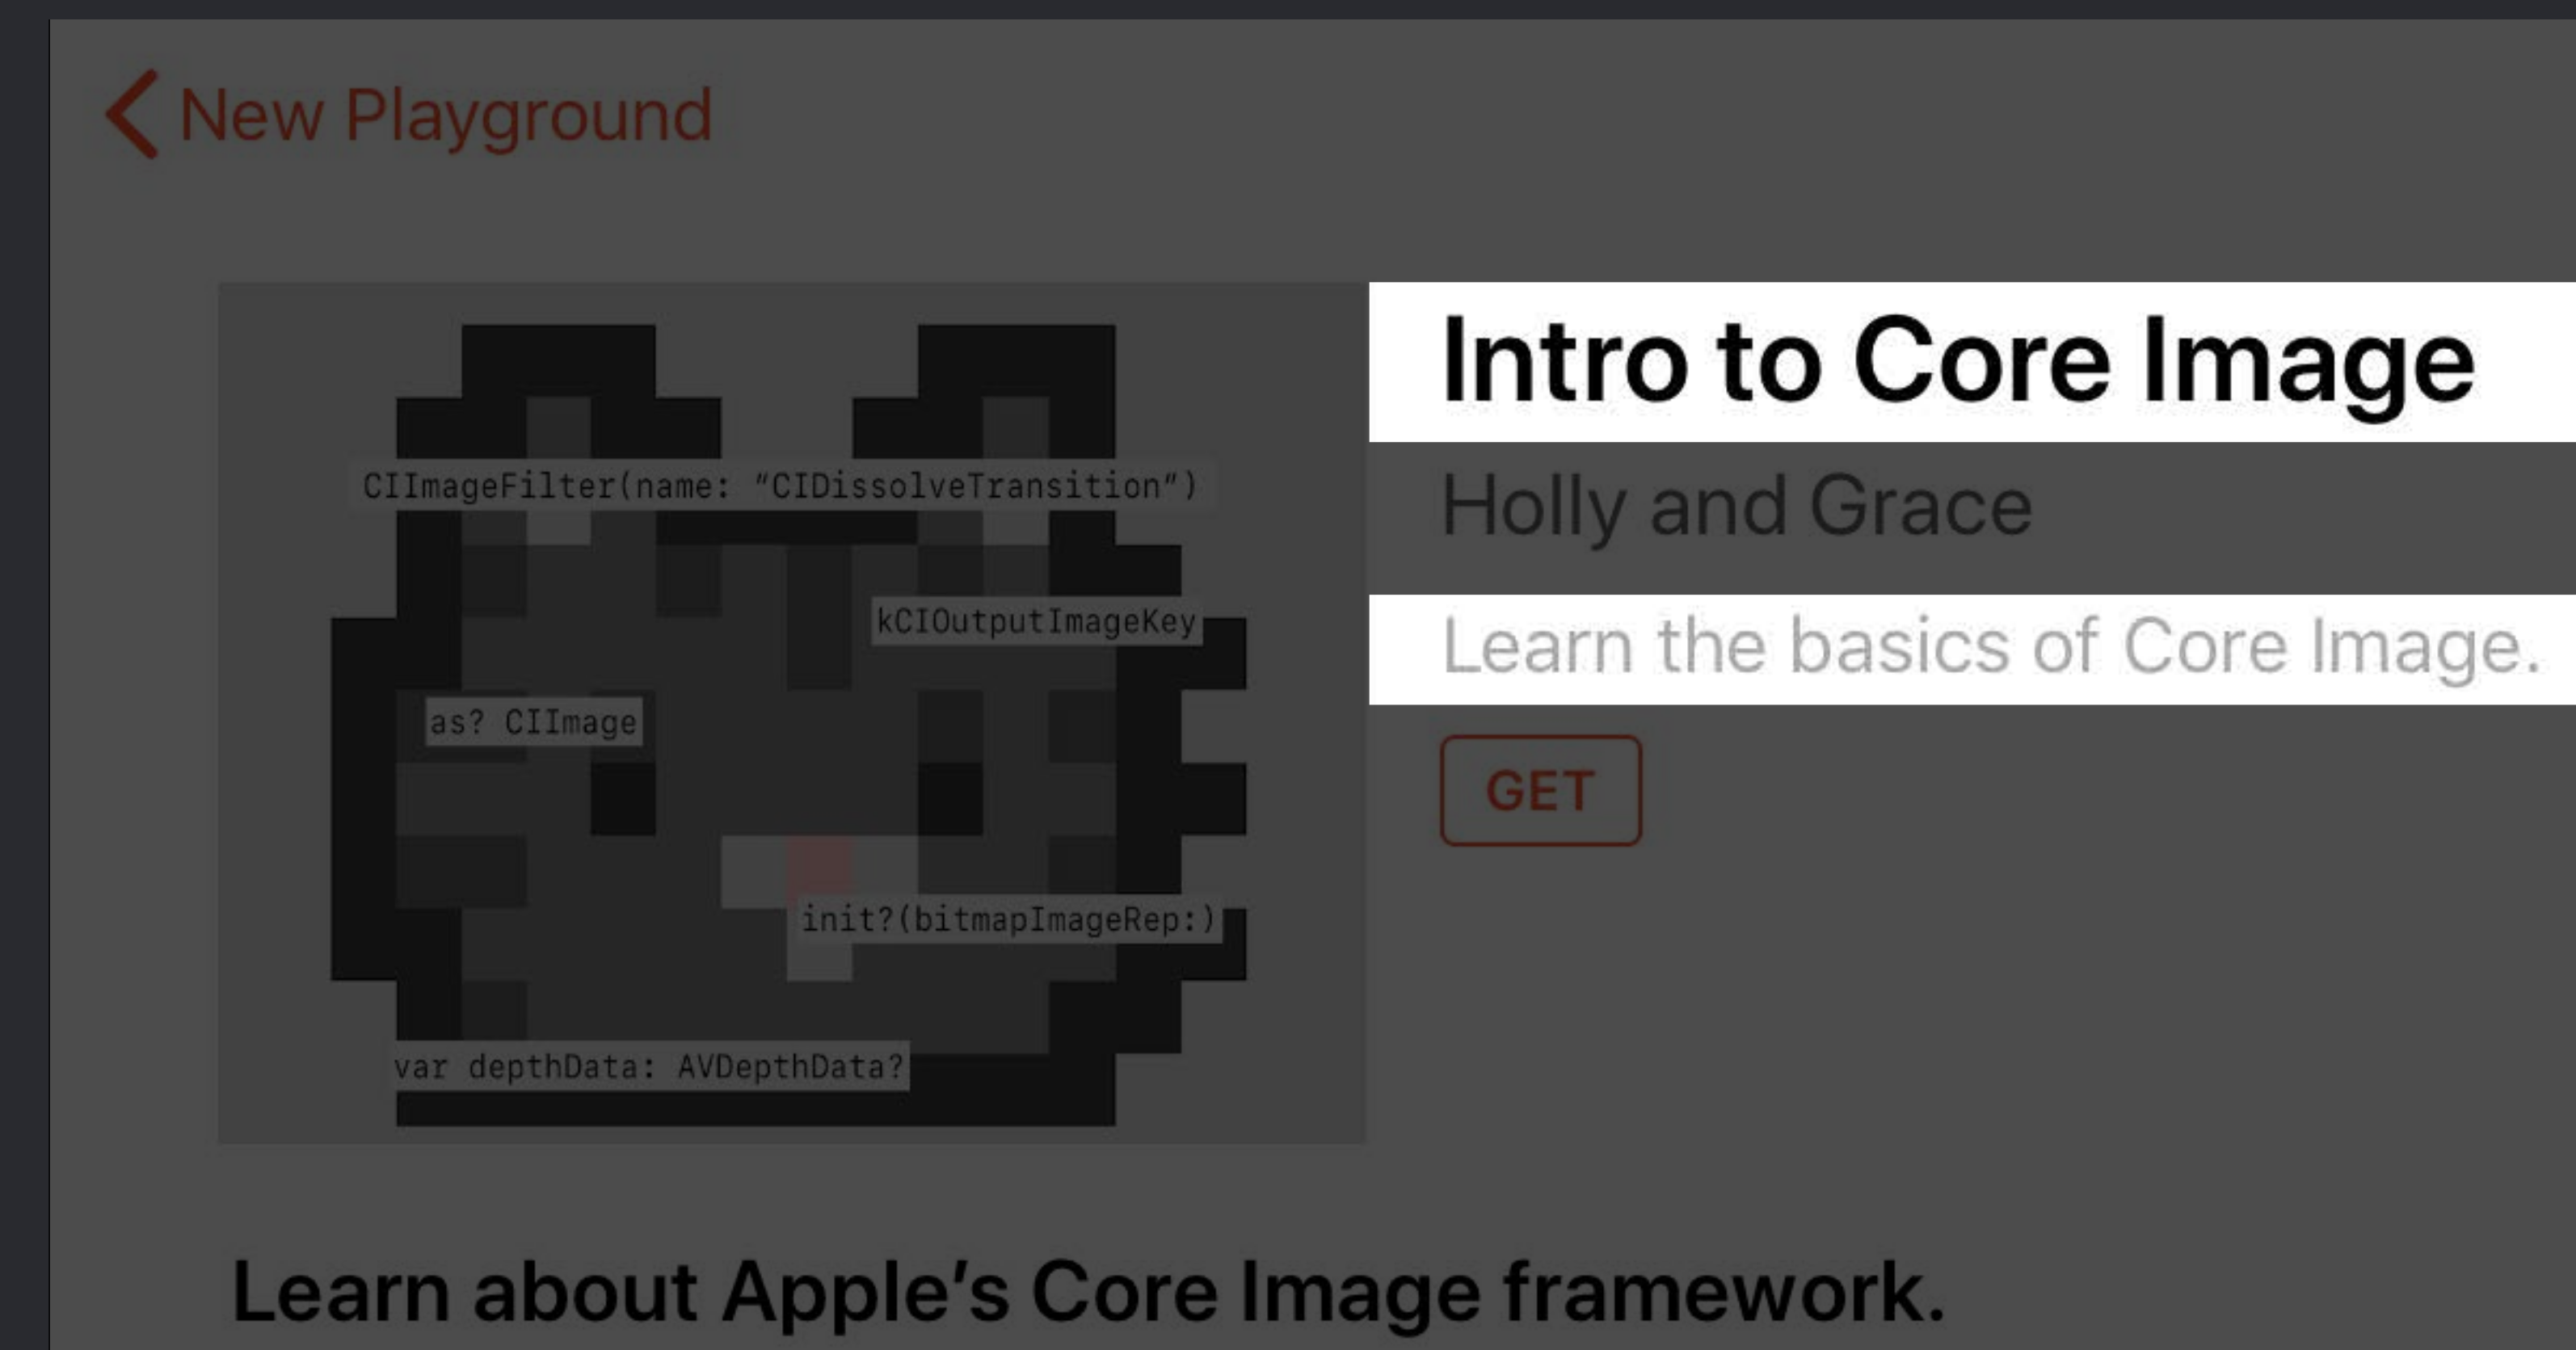 New Playground
CIImageFilter(name: “CIDissolveTransition”)
kCIOutputImageKey
as? CIImage
init?(bitmapImageRep:)
var depthData: AVDepthData?
Intro to Core Image
Holly and Grace
Learn the basics of Core Image.
GET
Learn about Apple’s Core Image framework.